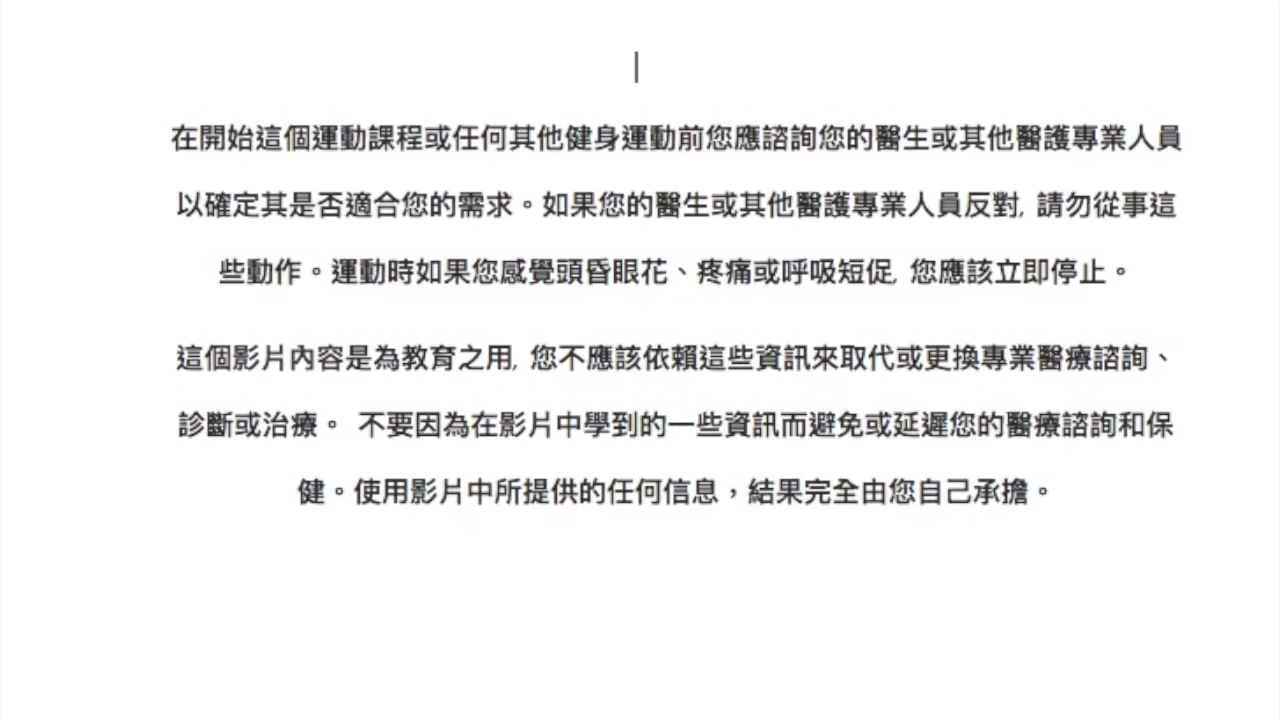 在開始這個運動課程或任何其他健身運動前您應諮詢您的醫生或其他醫護專業人員
以確定其是否適合您的需求。如果您的醫生或其他醫護專業人員反對, 請勿從事這
些動作。運動時如果您感覺頭昏眼花、疼痛或呼吸短促, 您應該立即停止。
這個影片內容是為教育之用, 您不應該依賴這些資訊來取代或更換專業醫療諮詢、
診斷或治療。 不要因為在影片中學到的一些資訊而避免或延遲您的醫療諮詢和保
健。使用影片中所提供的任何信息，結果完全由您自己承擔。